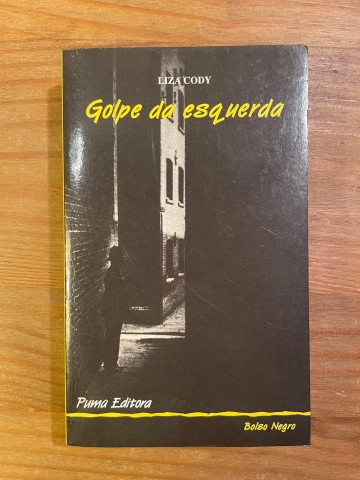 LIZA CODY
Golpe da esquerda
Puma Editora
Bolso Negro